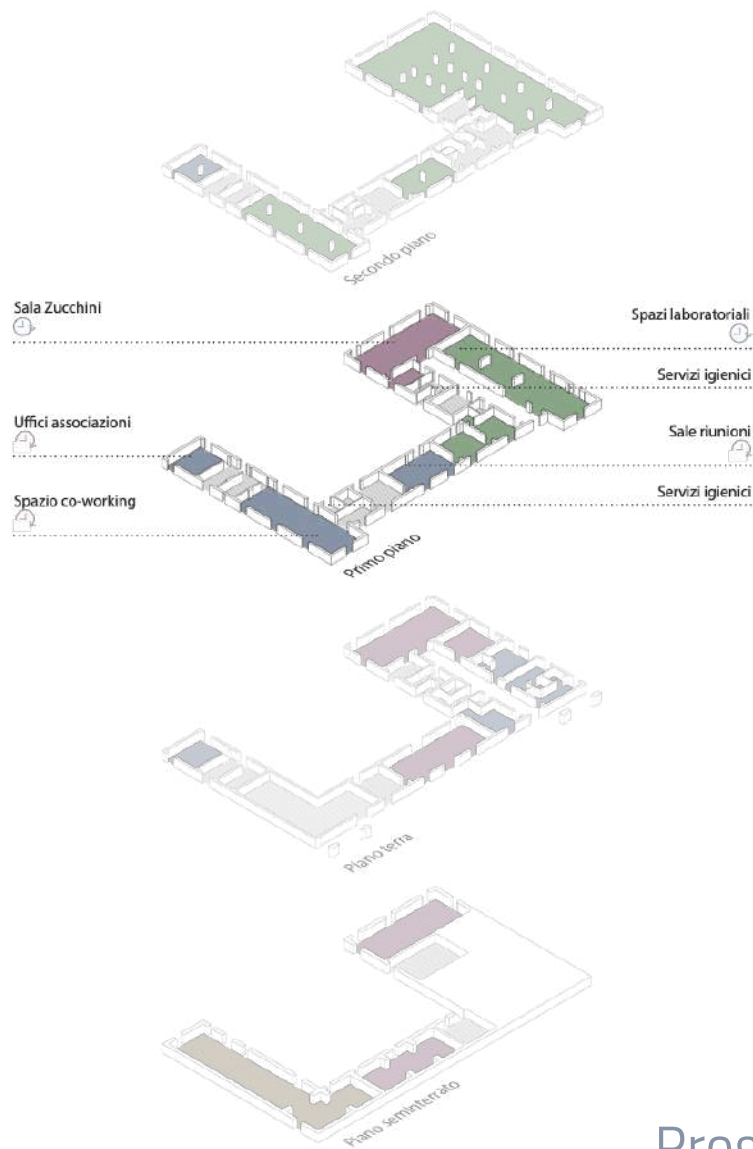 Secondo piano
Sala Zucchini
Spazi laboratoriali
Servizi igienici
Uffici associazioni
Sale riunioni
Spazio co-working
Servizi igienici
Primo piano
Piano terra
Piano seminterrato